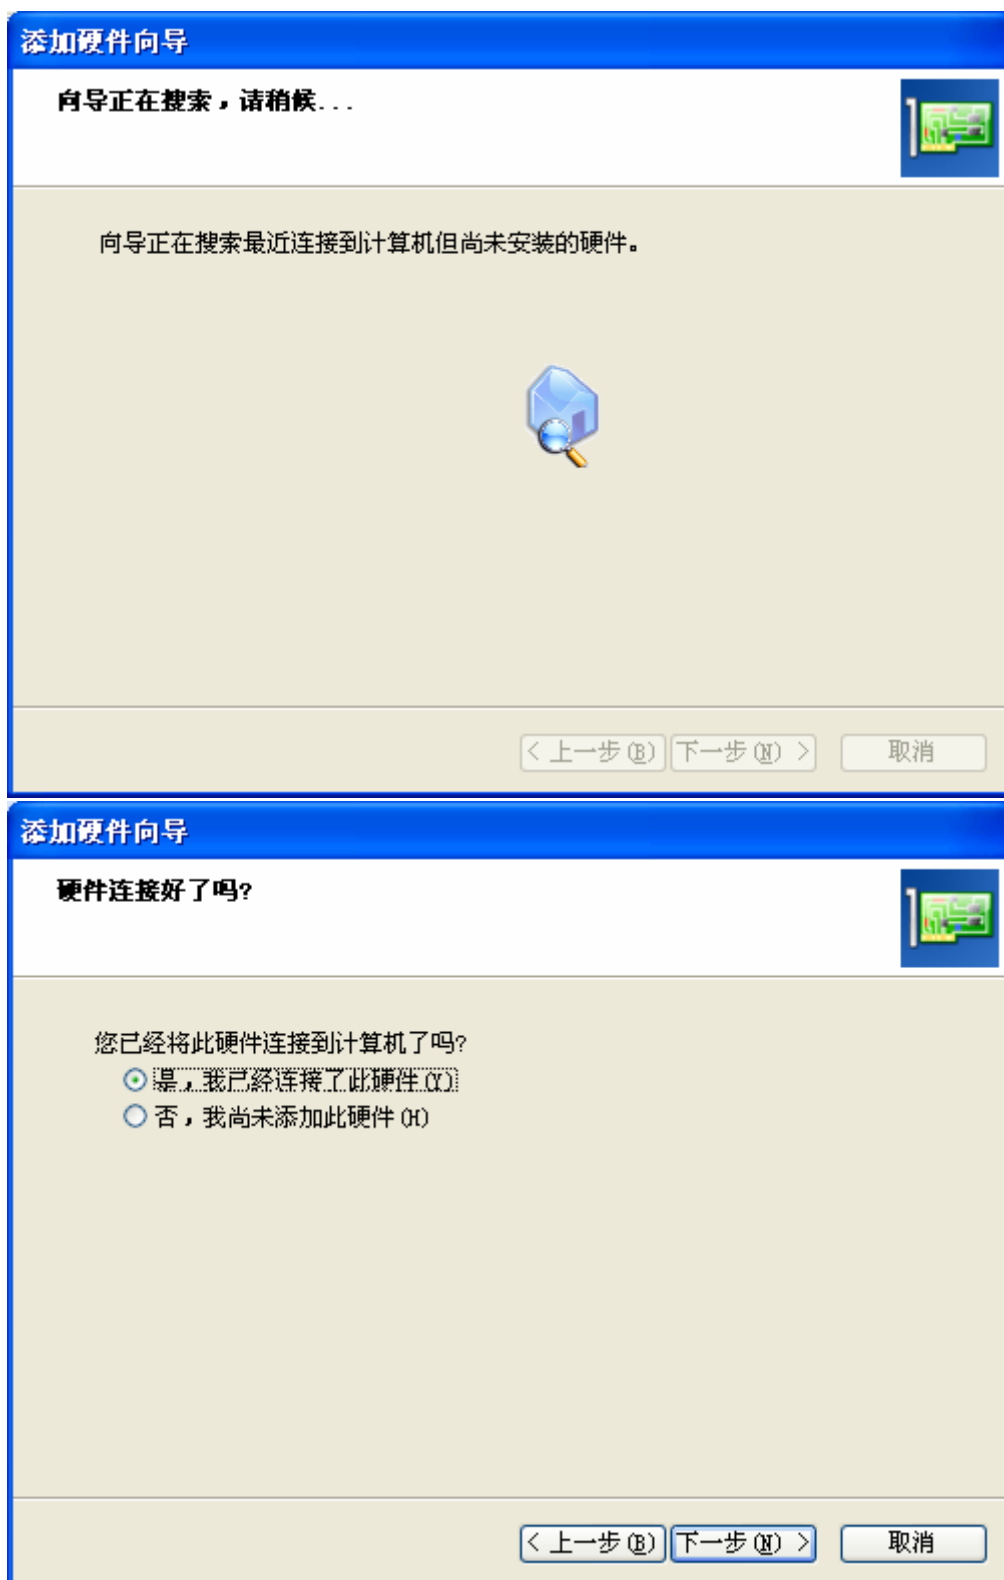 添加硬件向导
向导正在搜索，请稍候...
向导正在搜索最近连接到计算机但尚未安装的硬件。
< 上一步(B) 下一步(N) > 取消
添加硬件向导
硬件连接好了吗?
您已经将此硬件连接到计算机了吗?
是，我已经连接了此硬件(Y)
否，我尚未添加此硬件(H)
< 上一步(B) 下一步(N) > 取消